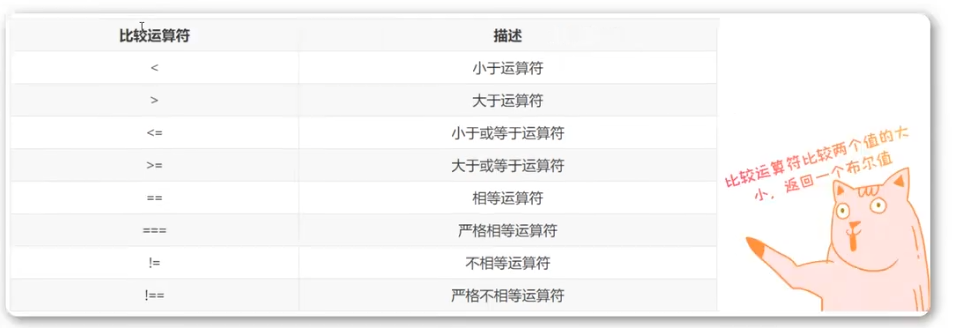 比较运算符 描述
< 小于运算符
> 大于运算符
<= 小于或等于运算符
>= 大于或等于运算符
== 相等运算符
=== 严格相等运算符
!= 不相等运算符
!== 严格不相等运算符
比较运算符比较两个值的大
小，返回一个布尔值